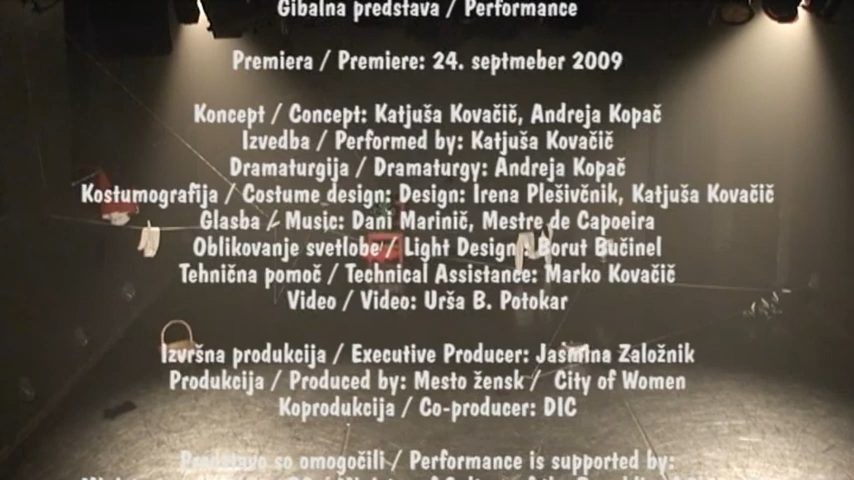 Gibalna predstava / Performance
Premiera / Premiere: 24. septmeber 2009
Koncept / Concept: Katjuša Kovačič, Andreja Kopač
Izvedba / Performed by: Katjuša Kovačič
Dramaturgija / Dramaturgy: Andreja Kopač
Kostumografija / Costume design: Design: Irena Plešivčnik, Katjuša Kovačič
Glasba / Music: Dani Marinič, Mestre de Capoeira
Oblikovanje svetlobe / Light Design: Borut Bučinel
Tehnična pomoč / Technical Assistance: Marko Kovačič
Video / Video: Urša B. Potokar
Izvršna produkcija / Executive Producer: Jasmina Založnik
Produkcija / Produced by: Mesto žensk / City of Women
Koprodukcija / Co-producer: DIC
Predstavo so omogočili / Performance is supported by: